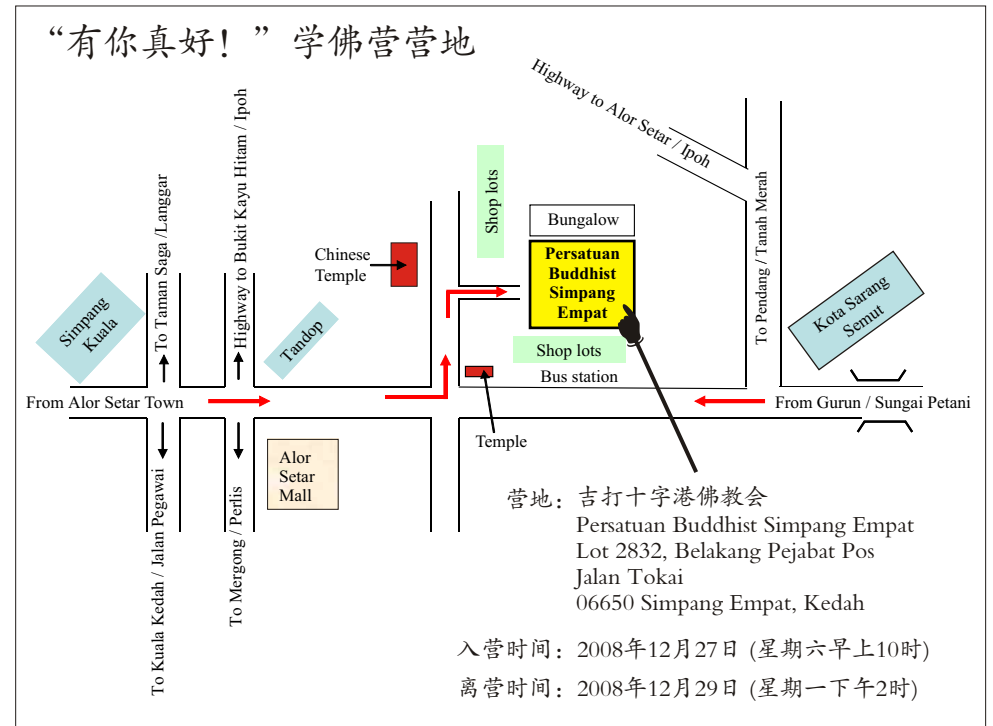 “有你真好！”学佛营营地
Highway to Alor Setar / Ipoh
To Taman Saga /Langgar
Highway to Bukit Kayu Hitam / Ipoh
Shop lots
Bungalow
Chinese
Temple
Persatuan
Buddhist
Simpang
Empat
To Pendang / Tanah Merah
Simpang
Kuala
Tandop
Kota Sarang
Semut
Shop lots
Bus station
From Alor Setar Town
From Gurun / Sungai Petani
Temple
Alor
Setar
Mall
To Kuala Kedah / Jalan Pegawai
To Mergong / Perlis
营地：吉打十字港佛教会
Persatuan Buddhist Simpang Empat
Lot 2832, Belakang Pejabat Pos
Jalan Tokai
06650 Simpang Empat, Kedah
入营时间：2008年12月27日 (星期六早上10时)
离营时间：2008年12月29日 (星期一下午2时)